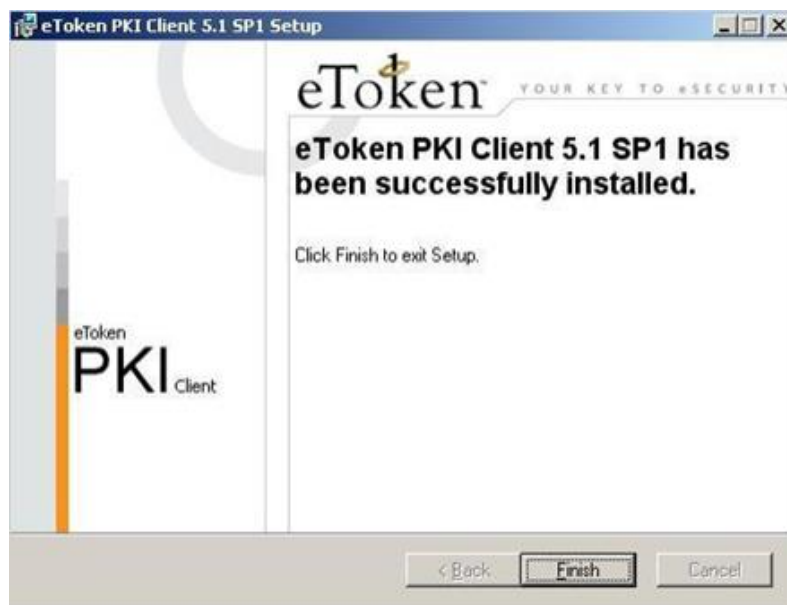 eToken PKI Client 5.1 SP1 Setup
eToken™ YOUR KEY TO eSECURITY
eToken PKI Client 5.1 SP1 has
been successfully installed.
Click Finish to exit Setup.
eToken
PKI Client
< Back Finish Cancel